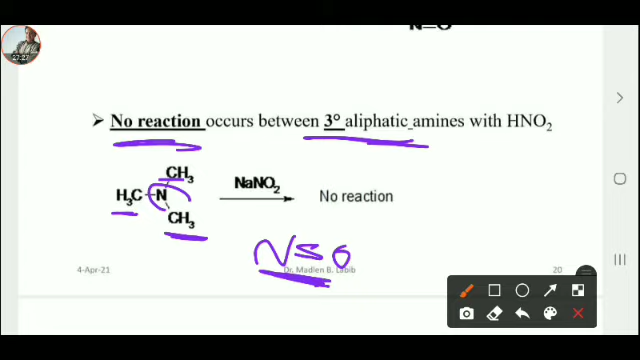 N=O
27:27
➤ No reaction occurs between 3° aliphatic amines with HNO2
CH3
H3C-N
CH3
NaNO2
No reaction
N=O
4-Apr-21
Dr. Madlen B. Labib
20